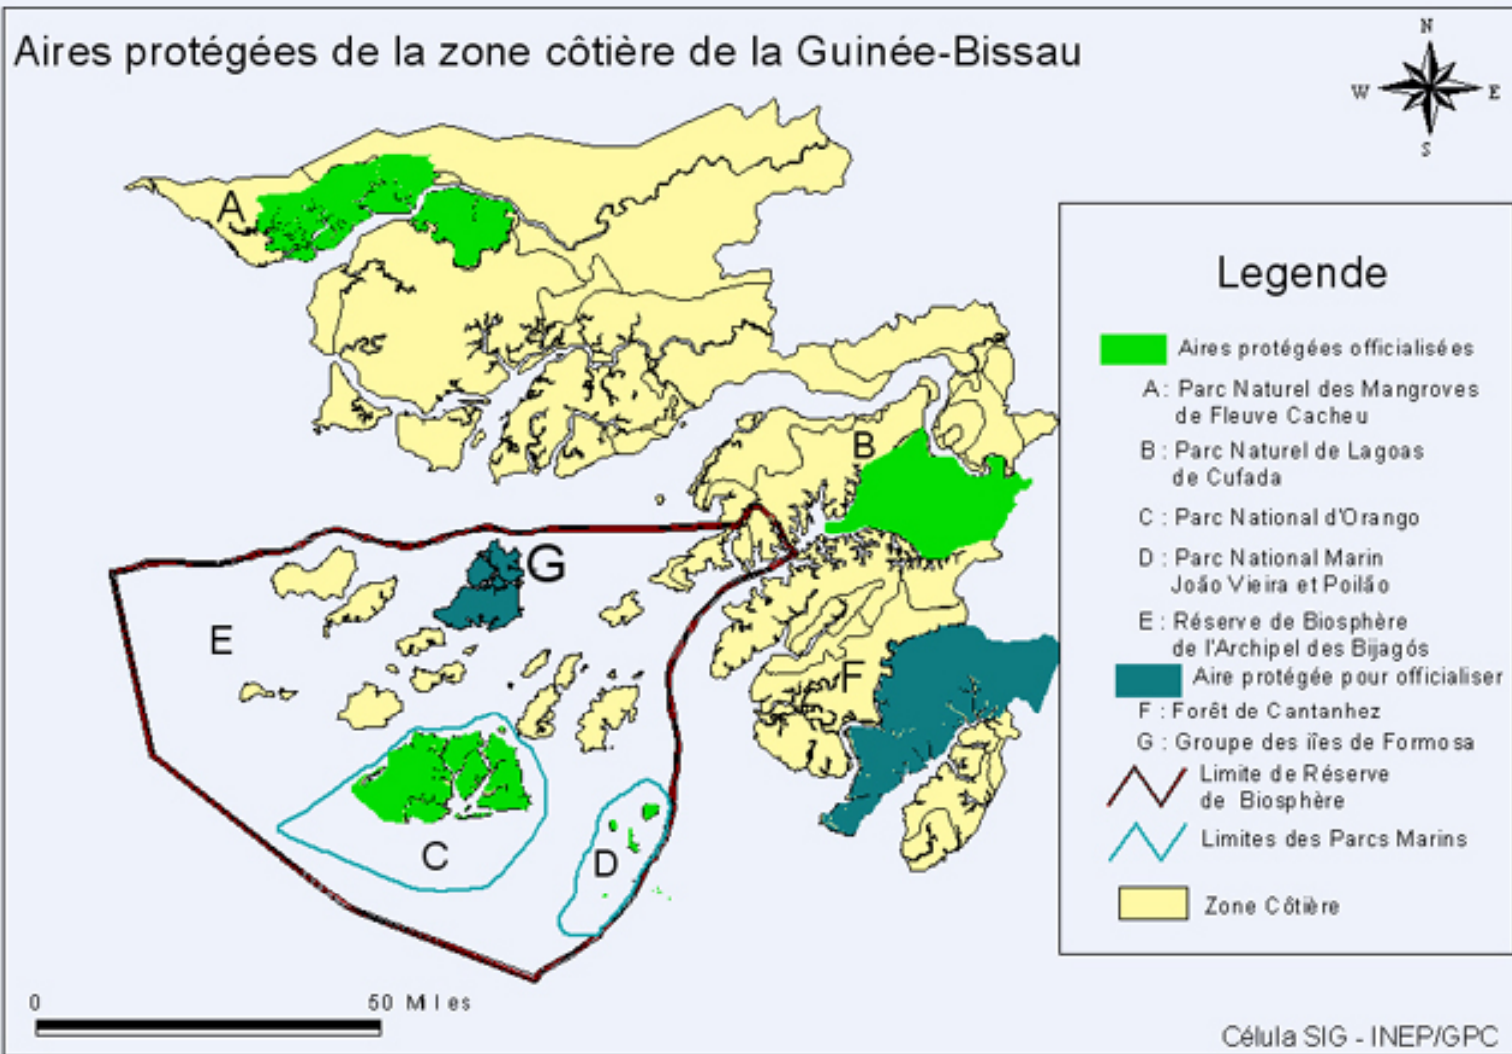 Aires protégées de la zone côtière de la Guinée-Bissau
N
W
E
S
A
B
G
E
F
C
D
Legende
Aires protégées officialisées
A : Parc Naturel des Mangroves
de Fleuve Cacheu
B : Parc Naturel de Lagoas
de Cufada
C : Parc National d'Orango
D : Parc National Marin
João Vieira et Poilão
E : Réserve de Biosphère
de l'Archipel des Bijagós
Aire protégée pour officialiser
F : Forêt de Cantanhez
G : Groupe des îles de Formosa
Limite de Réserve
de Biosphère
Limites des Parcs Marins
Zone Côtière
0 50 Miles
Célula SIG - INEP/GPC